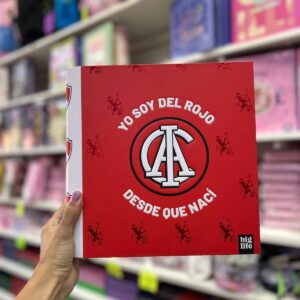 YO SOY DEL ROJO
CAI
DESDE QUE NACÍ
big
life